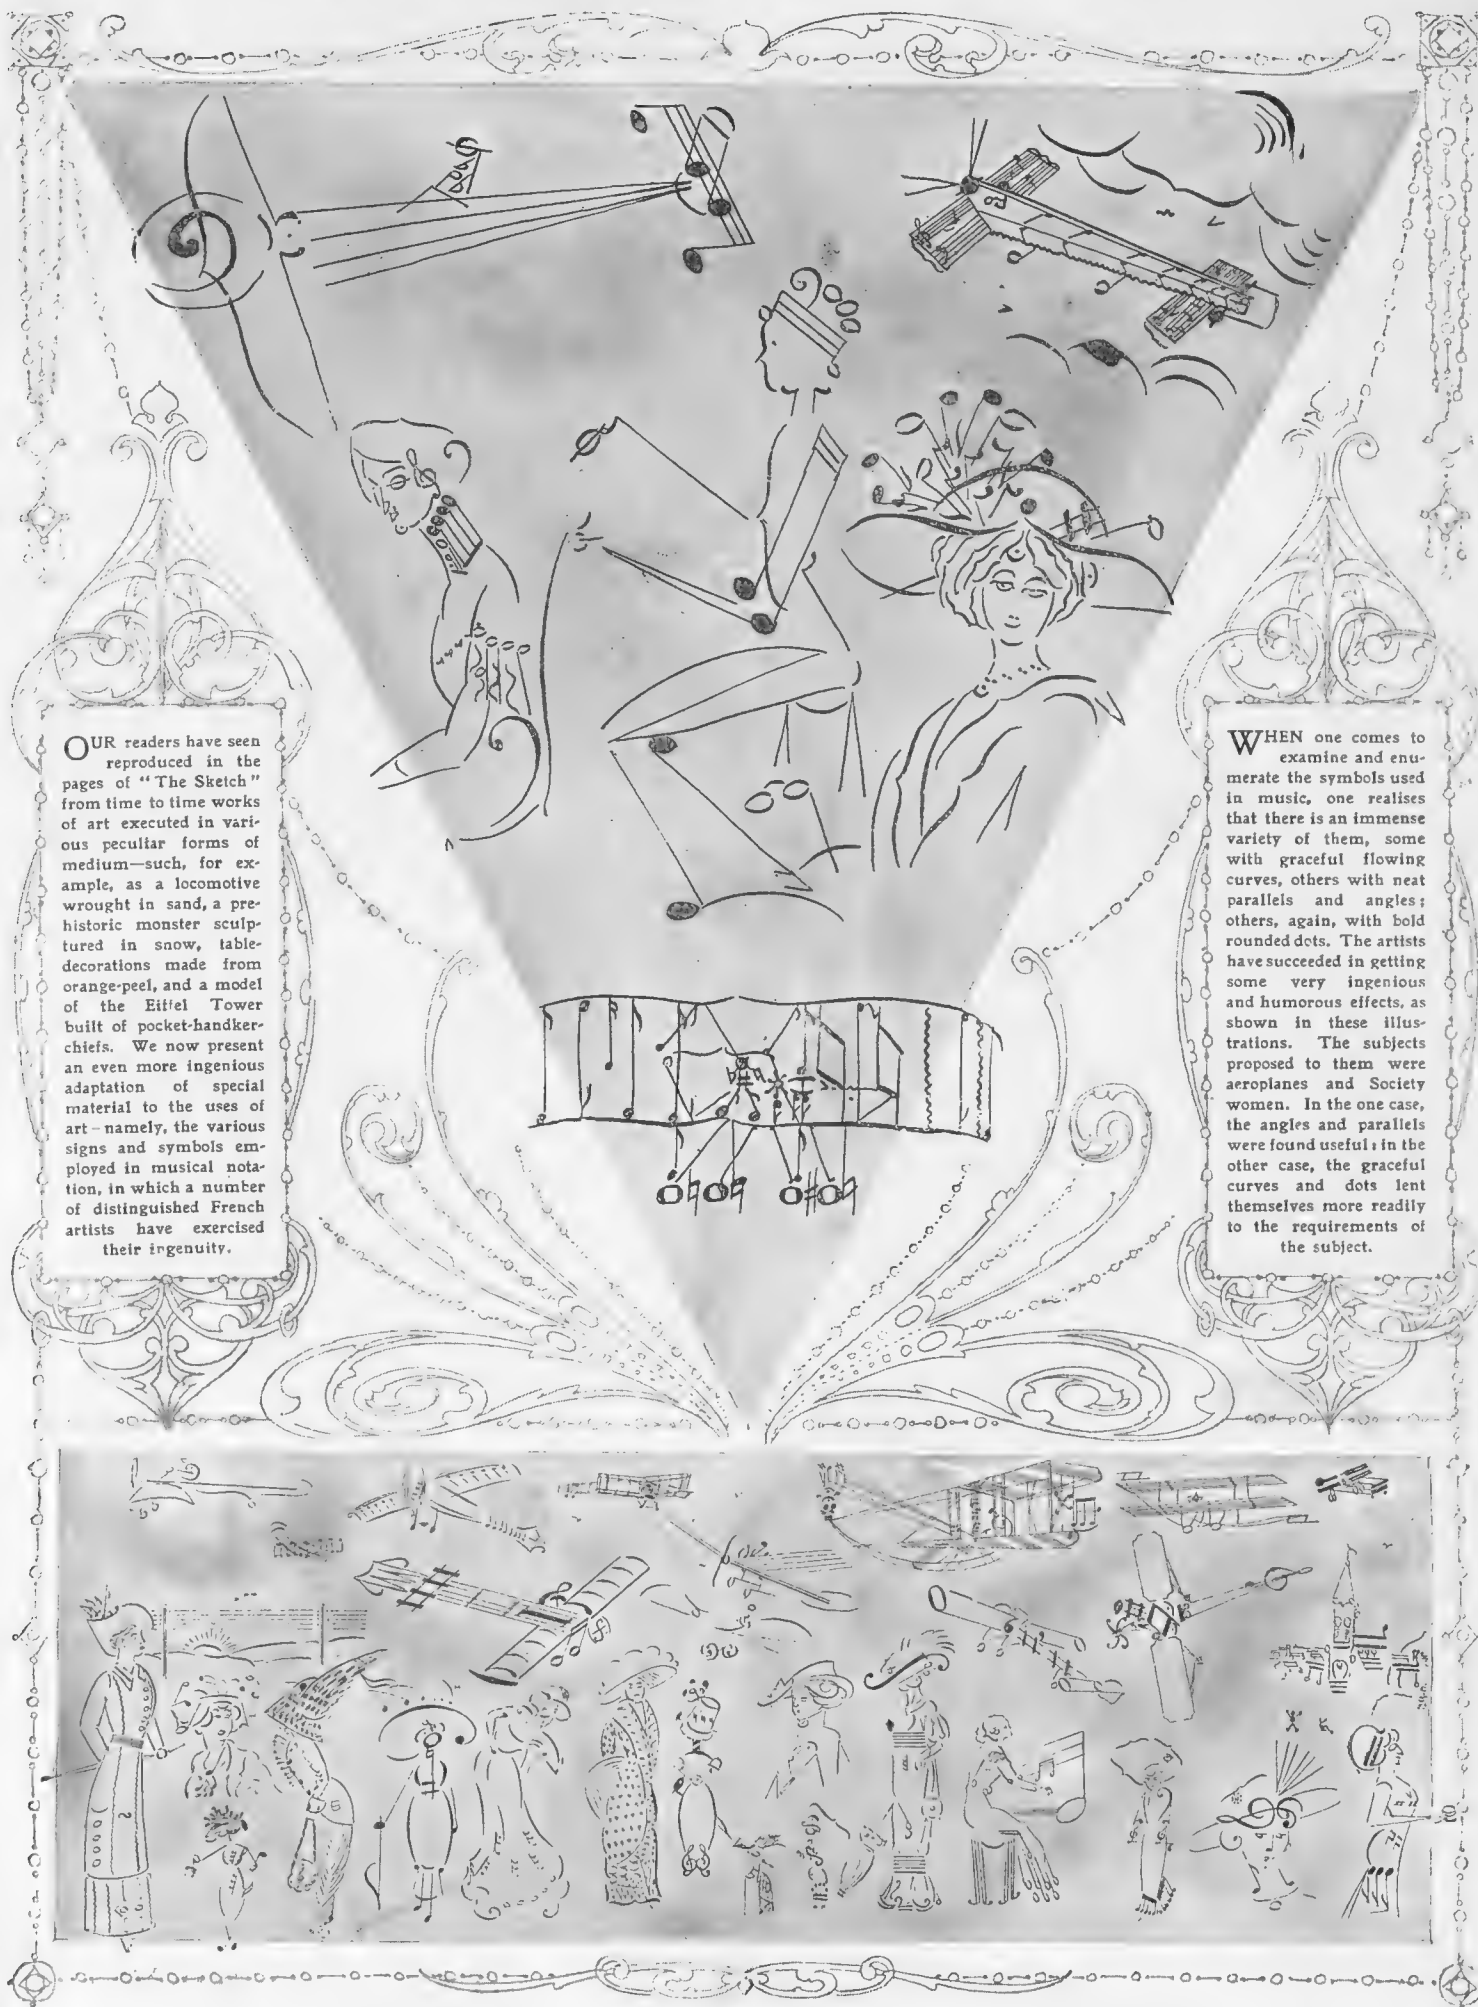 OUR readers have seen
reproduced in the
pages of "The Sketch"
from time to time works
of art executed in vari-
ous peculiar forms of
medium—such, for ex-
ample, as a locomotive
wrought in sand, a pre-
historic monster sculp-
tured in snow, table-
decorations made from
orange-peel, and a model
of the Eiffel Tower
built of pocket-handker-
chiefs. We now present
an even more ingenious
adaptation of special
material to the uses of
art—namely, the various
signs and symbols em-
ployed in musical nota-
tion, in which a number
of distinguished French
artists have exercised
their ingenuity.
WHEN one comes to
examine and enu-
merate the symbols used
in music, one realises
that there is an immense
variety of them, some
with graceful flowing
curves, others with neat
parallels and angles;
others, again, with bold
rounded dots. The artists
have succeeded in getting
some very ingenious
and humorous effects, as
shown in these illus-
trations. The subjects
proposed to them were
aeroplanes and Society
women. In the one case,
the angles and parallels
were found useful; in the
other case, the graceful
curves and dots lent
themselves more readily
to the requirements of
the subject.